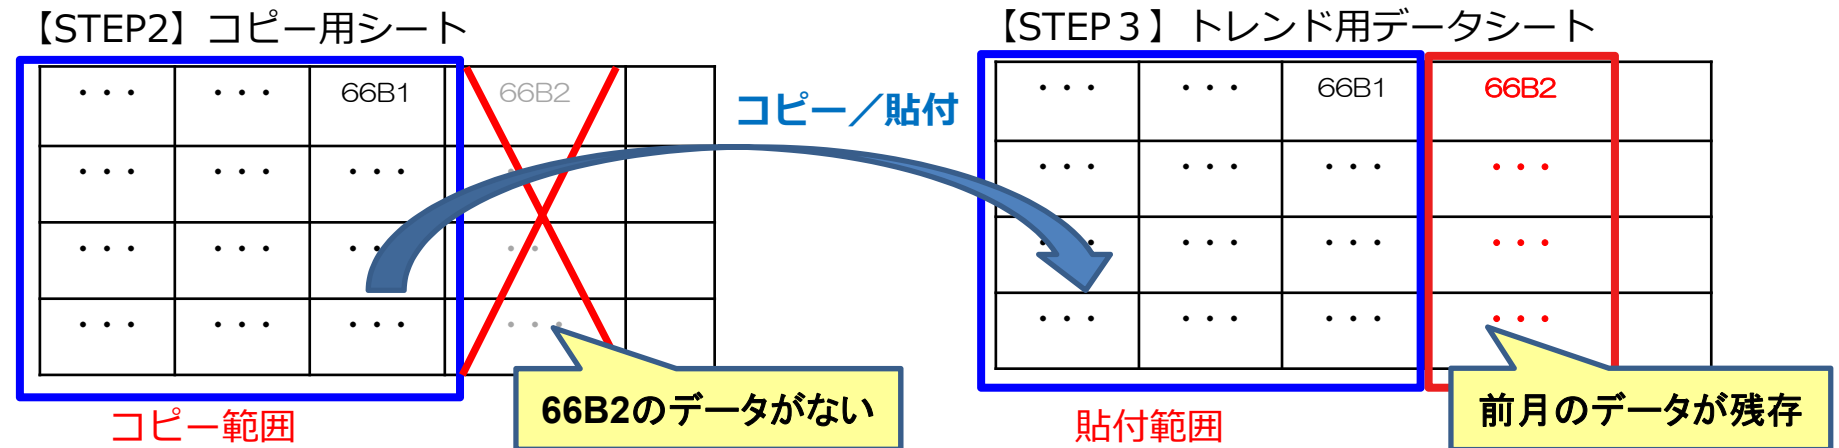 【STEP2】コピー用シート
・・・ ・・・ 66B1 66B2
・・・ ・・・ ・・・
・・・ ・・・ ・・・ ・・・
・・・ ・・・ ・・・ ・・・
66B2のデータがない
コピー範囲
コピー／貼付
【STEP３】トレンド用データシート
・・・ ・・・ 66B1 66B2
・・・ ・・・ ・・・ ・・・
・・・ ・・・ ・・・ ・・・
・・・ ・・・ ・・・ ・・・
前月のデータが残存
貼付範囲